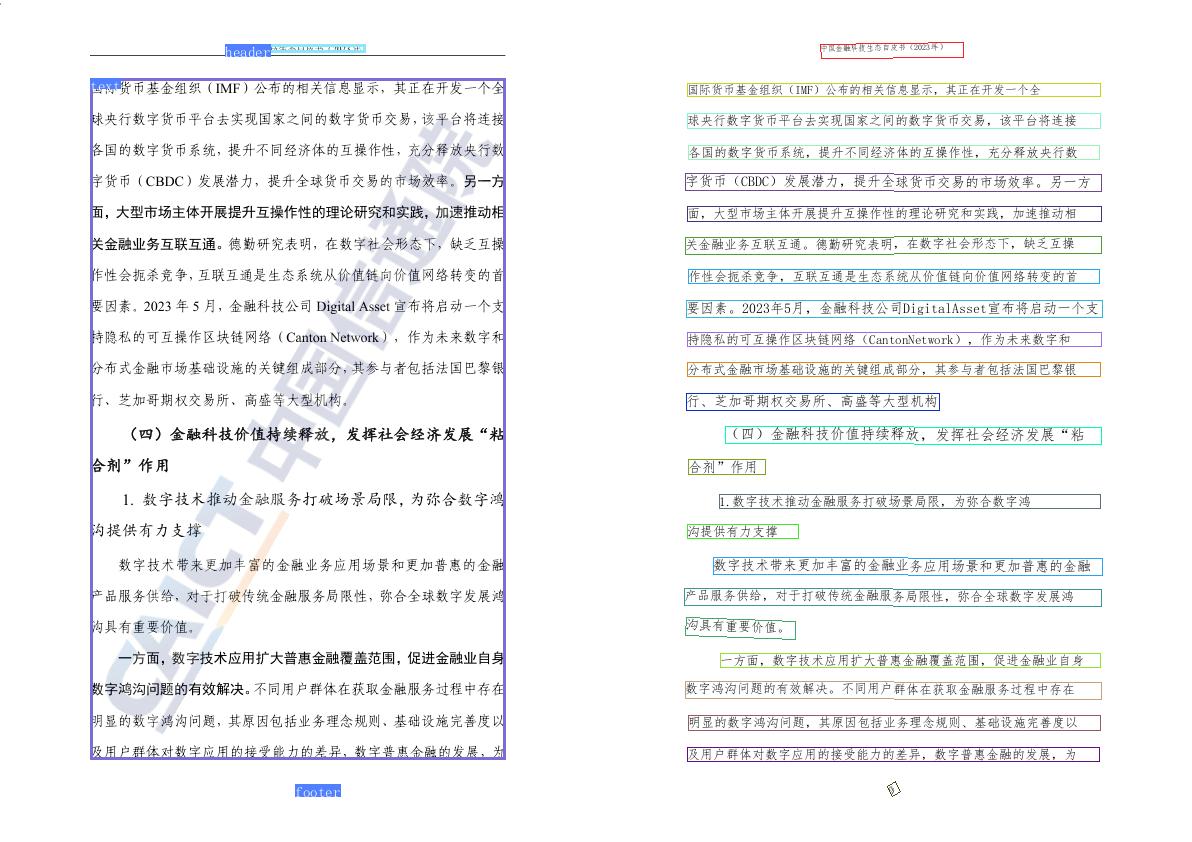 header
text
国际货币基金组织（IMF）公布的相关信息显示，其正在开发一个全
球央行数字货币平台去实现国家之间的数字货币交易，该平台将连接
各国的数字货币系统，提升不同经济体的互操作性，充分释放央行数
字货币（CBDC）发展潜力，提升全球货币交易的市场效率。另一方
面，大型市场主体开展提升互操作性的理论研究和实践，加速推动相
关金融业务互联互通。德勤研究表明，在数字社会形态下，缺乏互操
作性会扼杀竞争，互联互通是生态系统从价值链向价值网络转变的首
要因素。2023 年 5 月，金融科技公司 Digital Asset 宣布将启动一个支
持隐私的可互操作区块链网络（Canton Network），作为未来数字和
分布式金融市场基础设施的关键组成部分，其参与者包括法国巴黎银
行、芝加哥期权交易所、高盛等大型机构。
（四）金融科技价值持续释放，发挥社会经济发展“粘
合剂”作用
1. 数字技术推动金融服务打破场景局限，为弥合数字鸿
沟提供有力支撑
数字技术带来更加丰富的金融业务应用场景和更加普惠的金融
产品服务供给，对于打破传统金融服务局限性，弥合全球数字发展鸿
沟具有重要价值。
一方面，数字技术应用扩大普惠金融覆盖范围，促进金融业自身
数字鸿沟问题的有效解决。不同用户群体在获取金融服务过程中存在
明显的数字鸿沟问题，其原因包括业务理念规则、基础设施完善度以
及用户群体对数字应用的接受能力的差异，数字普惠金融的发展，为
footer
CAICT 中国信通院
中国金融科技生态白皮书（2023年）
国际货币基金组织（IMF）公布的相关信息显示，其正在开发一个全
球央行数字货币平台去实现国家之间的数字货币交易，该平台将连接
各国的数字货币系统，提升不同经济体的互操作性，充分释放央行数
字货币（CBDC）发展潜力，提升全球货币交易的市场效率。另一方
面，大型市场主体开展提升互操作性的理论研究和实践，加速推动相
关金融业务互联互通。德勤研究表明，在数字社会形态下，缺乏互操
作性会扼杀竞争，互联互通是生态系统从价值链向价值网络转变的首
要因素。2023年5月，金融科技公司DigitalAsset宣布将启动一个支
持隐私的可互操作区块链网络（CantonNetwork），作为未来数字和
分布式金融市场基础设施的关键组成部分，其参与者包括法国巴黎银
行、芝加哥期权交易所、高盛等大型机构
（四）金融科技价值持续释放，发挥社会经济发展“粘
合剂”作用
1.数字技术推动金融服务打破场景局限，为弥合数字鸿
沟提供有力支撑
数字技术带来更加丰富的金融业务应用场景和更加普惠的金融
产品服务供给，对于打破传统金融服务局限性，弥合全球数字发展鸿
沟具有重要价值。
一方面，数字技术应用扩大普惠金融覆盖范围，促进金融业自身
数字鸿沟问题的有效解决。不同用户群体在获取金融服务过程中存在
明显的数字鸿沟问题，其原因包括业务理念规则、基础设施完善度以
及用户群体对数字应用的接受能力的差异，数字普惠金融的发展，为